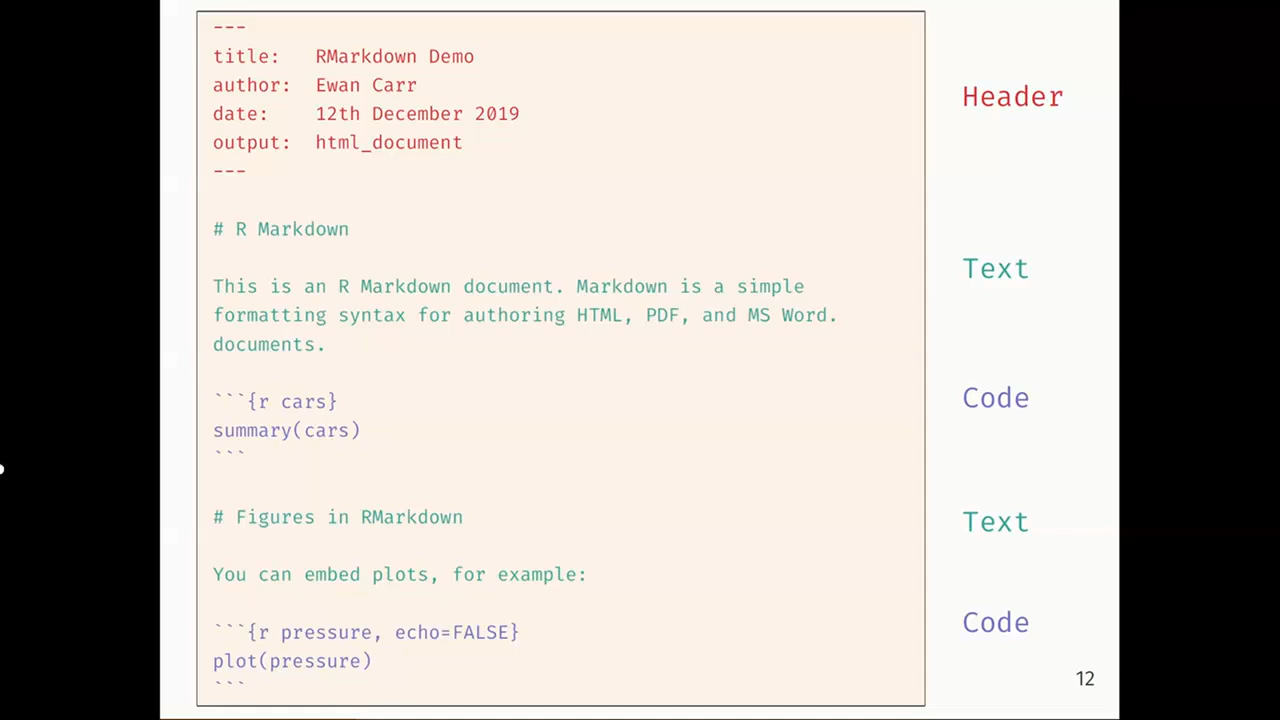 ---
title:   RMarkdown Demo
author:  Ewan Carr
date:    12th December 2019
output:  html_document
---
Header
# R Markdown
This is an R Markdown document. Markdown is a simple
formatting syntax for authoring HTML, PDF, and MS Word.
documents.
Text
```{r cars}
summary(cars)
```
Code
# Figures in RMarkdown
You can embed plots, for example:
Text
```{r pressure, echo=FALSE}
plot(pressure)
```
Code
12